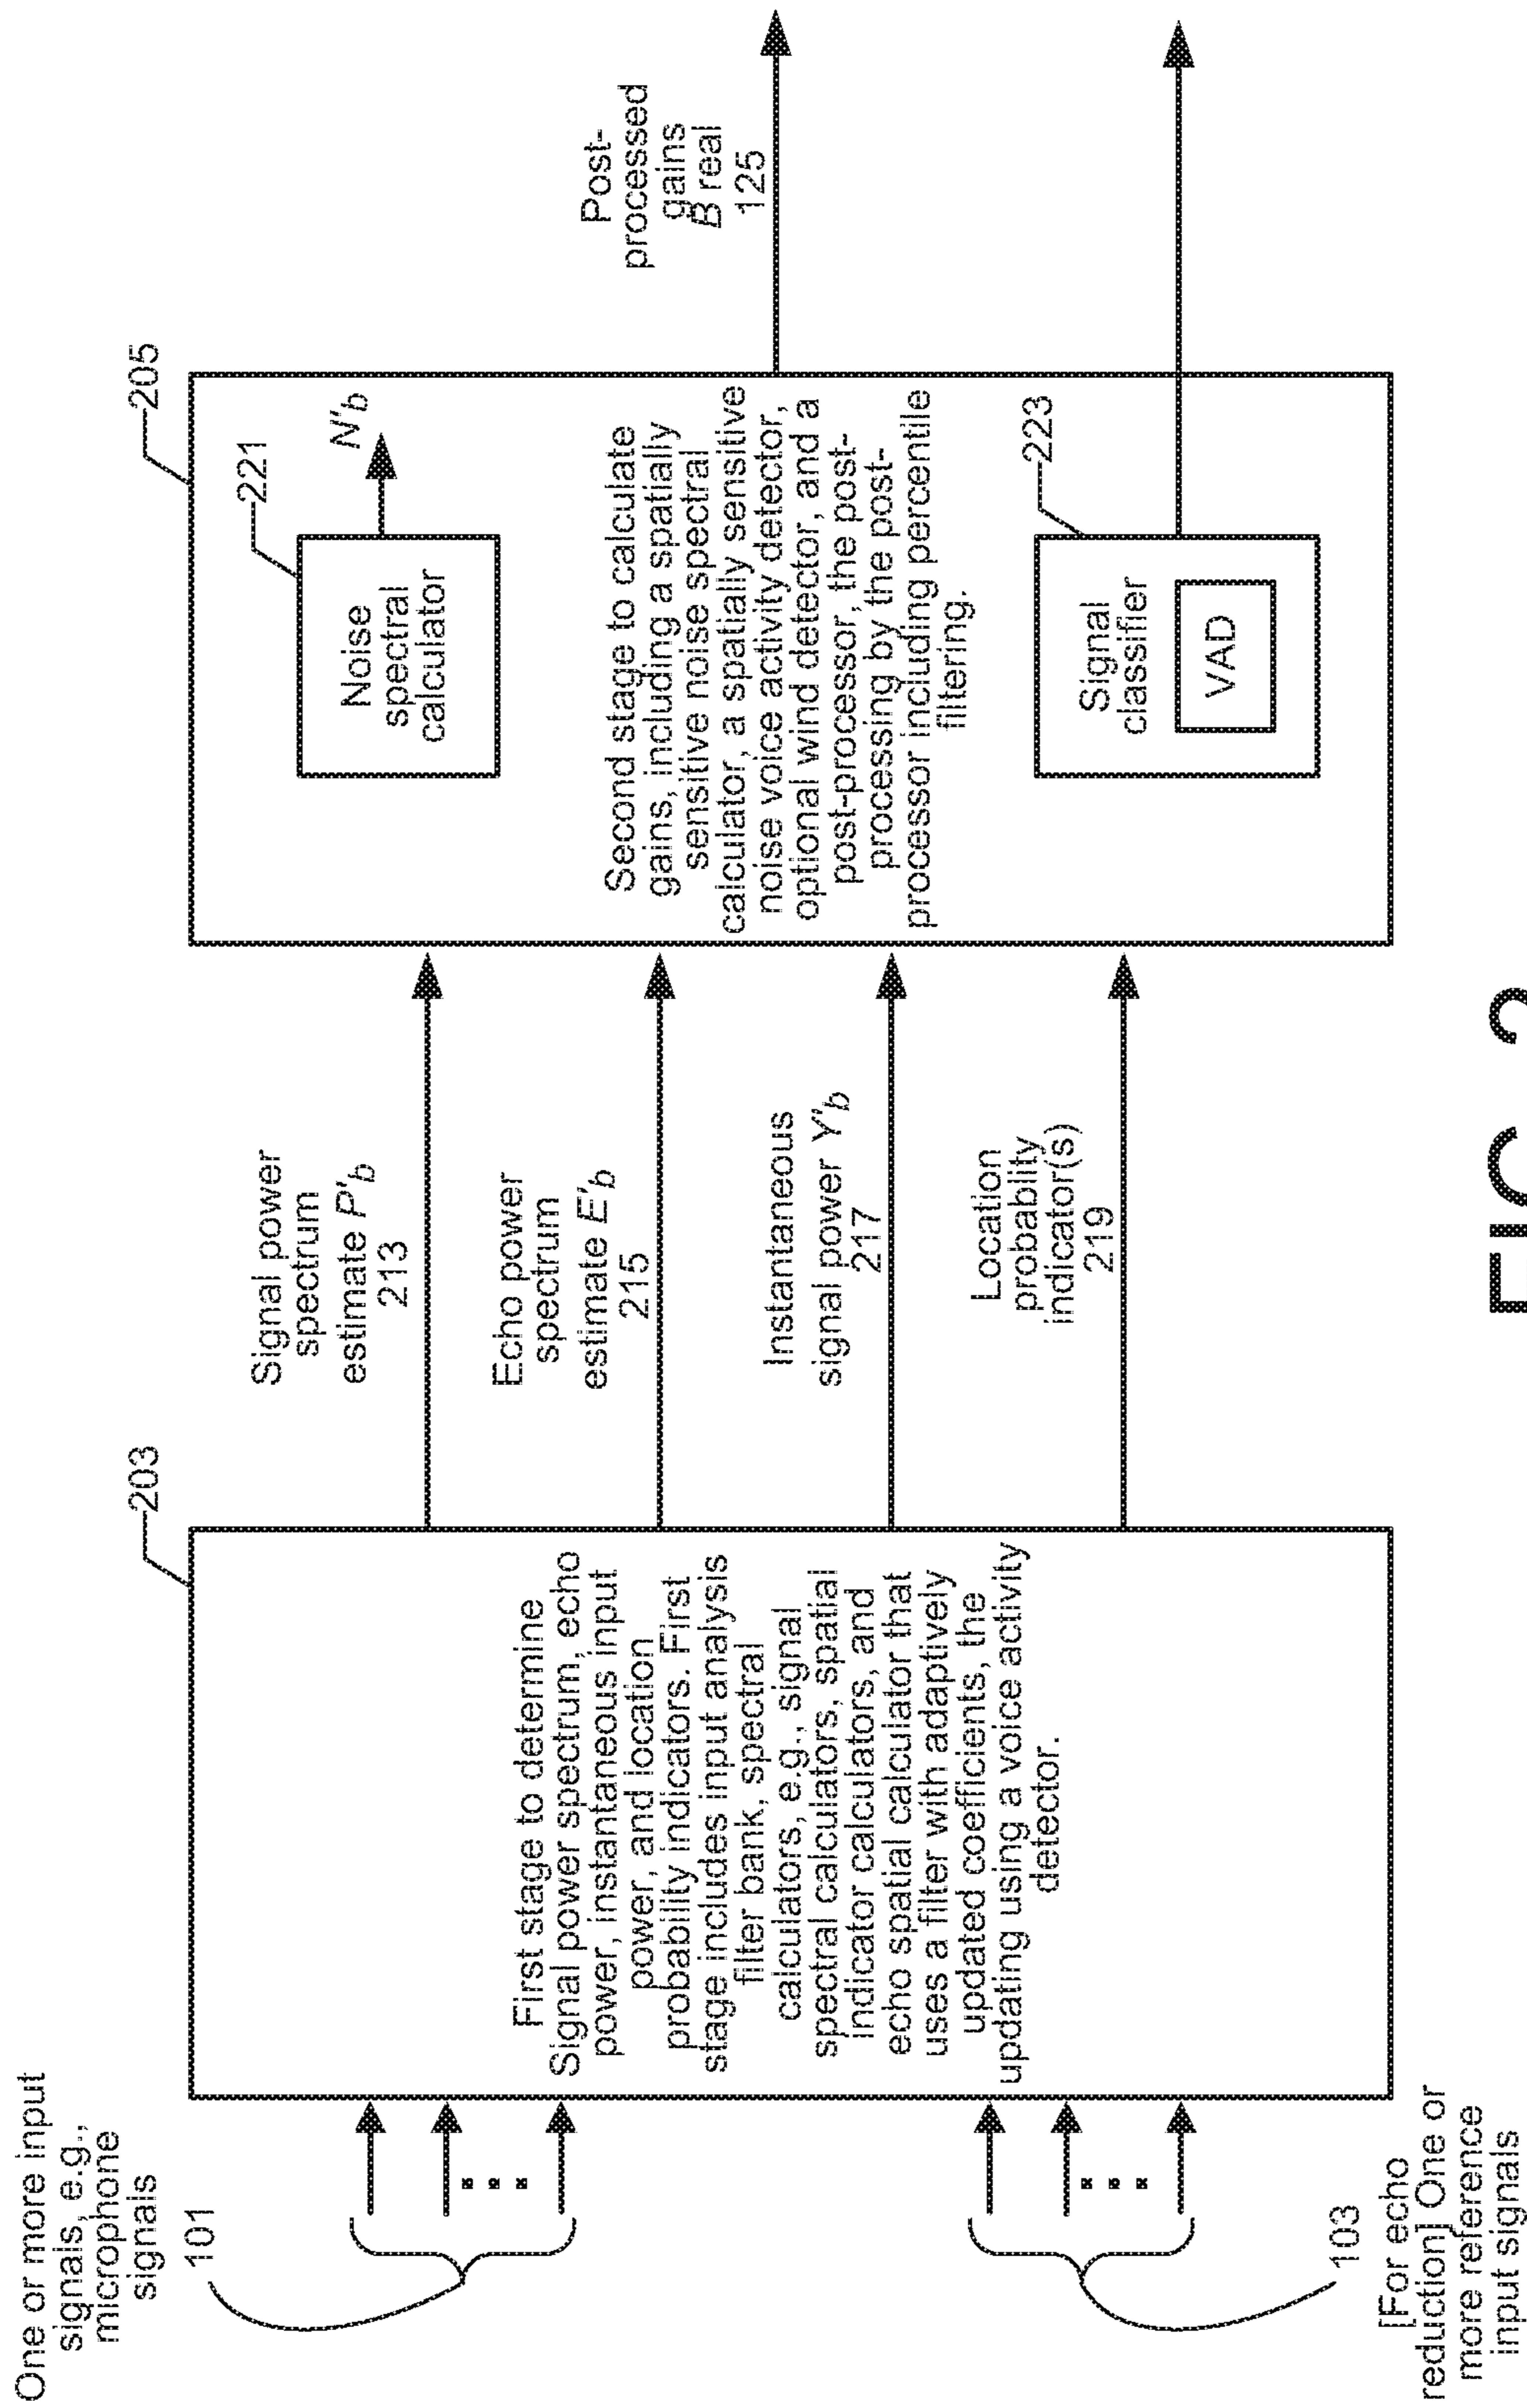 One or more input
signals, e.g.,
microphone
signals
101
103
[For echo
reduction] One or
more reference
input signals
203
First stage to determine
Signal power spectrum, echo
power, instantaneous input
power, and location
probability indicators. First
stage includes input analysis
filter bank, spectral
calculators, e.g., signal
spectral calculators, spatial
indicator calculators, and
echo spatial calculator that
uses a filter with adaptively
updated coefficients, the
updating using a voice activity
detector.
Signal power
spectrum
estimate P'b
213
Echo power
spectrum
estimate E'b
215
Instantaneous
signal power Y'b
217
Location
probability
indicator(s)
219
205
221
Noise
spectral
calculator
N'b
Second stage to calculate
gains, including a spatially
sensitive noise spectral
calculator, a spatially sensitive
noise voice activity detector,
optional wind detector, and a
post-processor, the post-
processing by the post-
processor including percentile
filtering.
223
Signal
classifier
VAD
Post-
processed
gains
B real
125